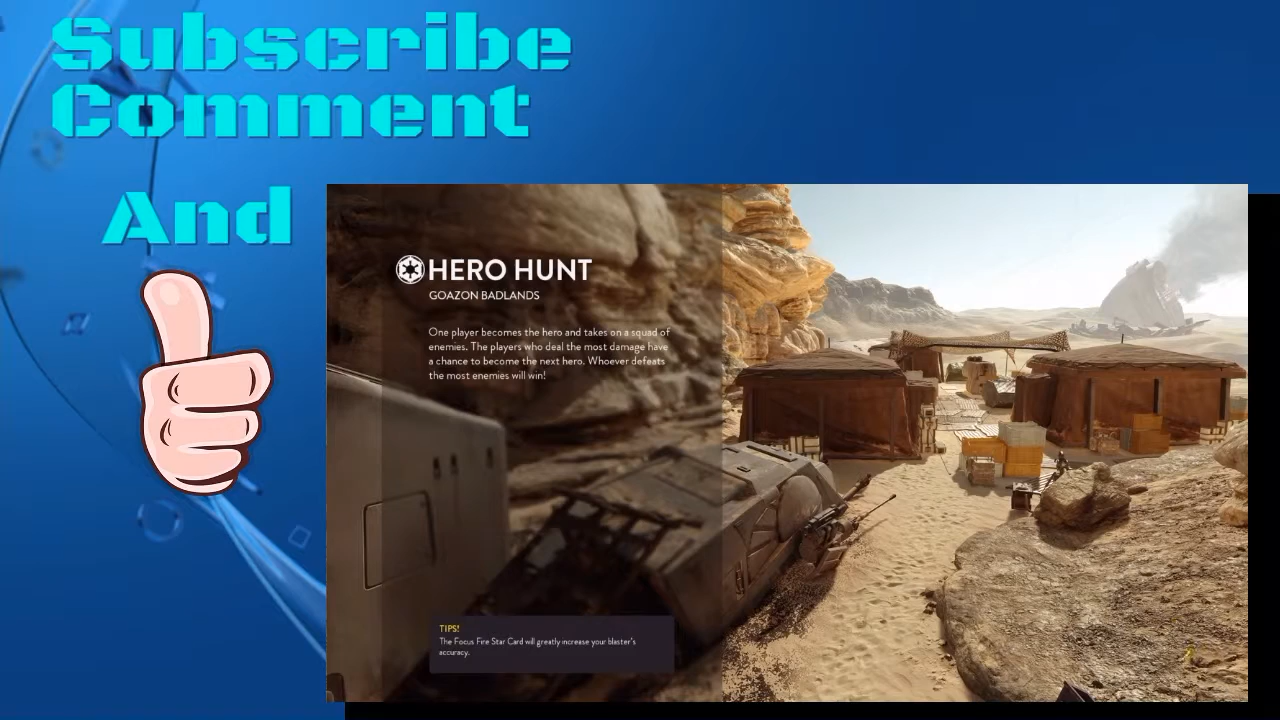 Subscribe
Comment
And
HERO HUNT
GOAZON BADLANDS
One player becomes the hero and takes on a squad of
enemies. The players who deal the most damage have
a chance to become the next hero. Whoever defeats
the most enemies will win!
TIPS!
The Focus Fire Star Card will greatly increase your blaster's
accuracy.